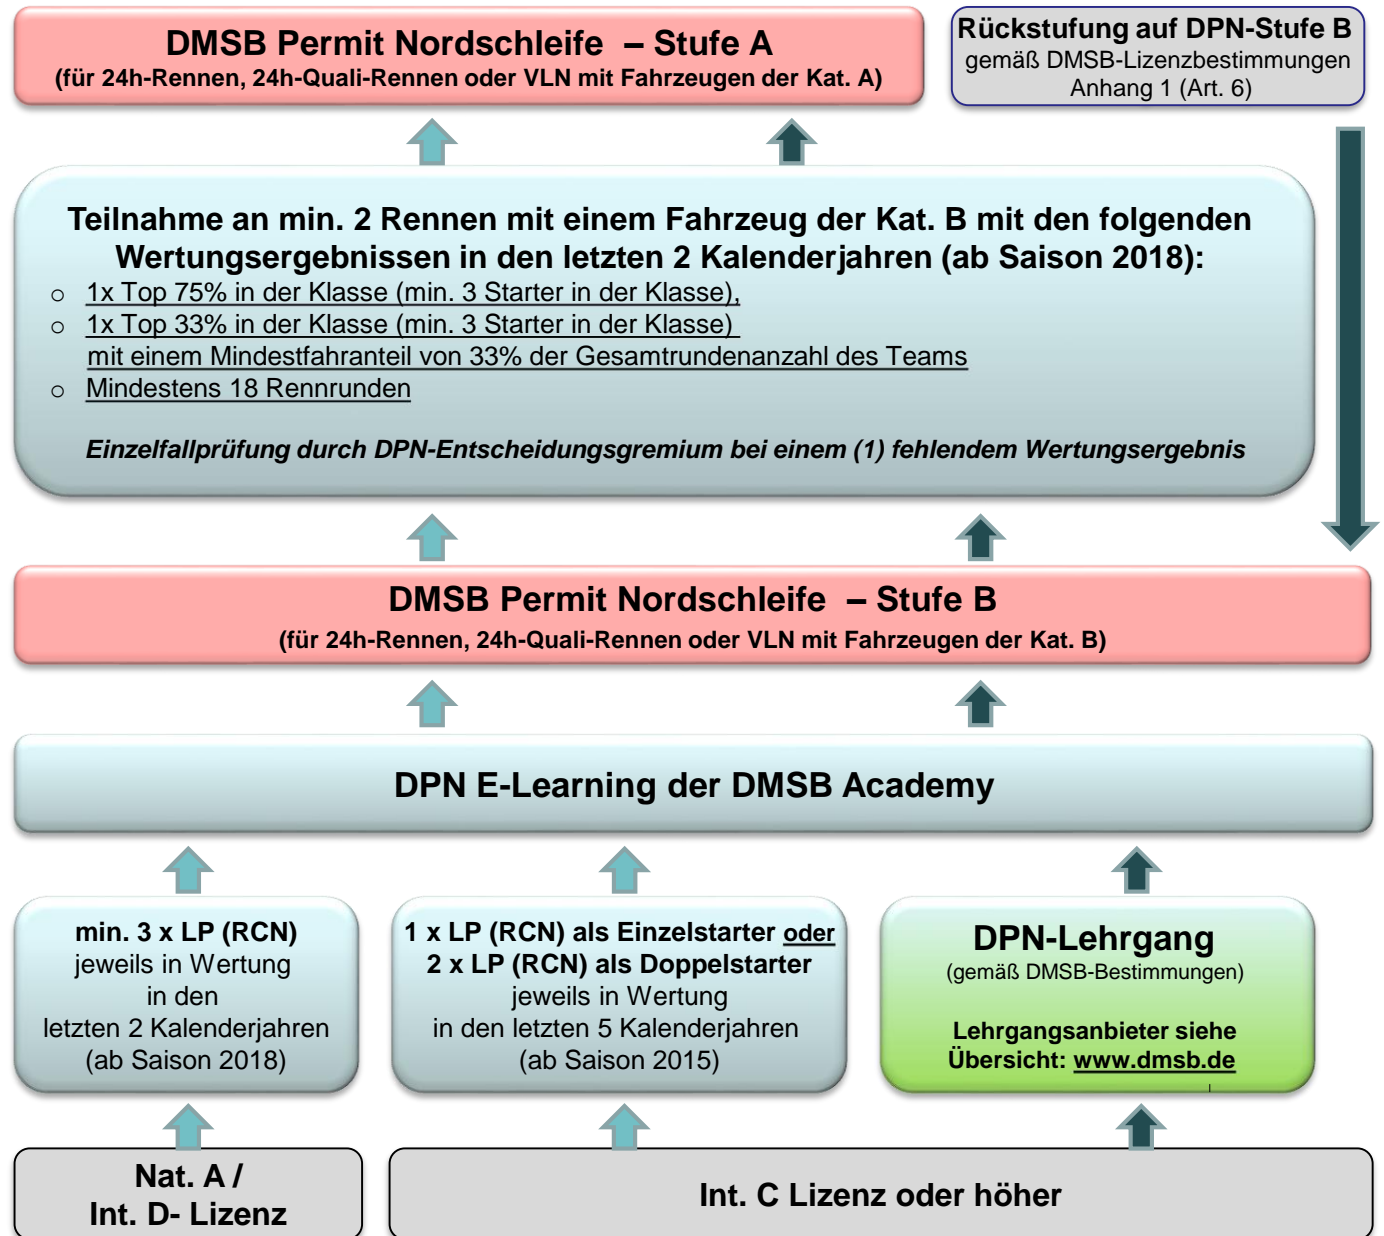 DMSB Permit Nordschleife – Stufe A
(für 24h-Rennen, 24h-Quali-Rennen oder VLN mit Fahrzeugen der Kat. A)
Rückstufung auf DPN-Stufe B
gemäß DMSB-Lizenzbestimmungen
Anhang 1 (Art. 6)
Teilnahme an min. 2 Rennen mit einem Fahrzeug der Kat. B mit den folgenden
Wertungsergebnissen in den letzten 2 Kalenderjahren (ab Saison 2018):
o 1x Top 75% in der Klasse (min. 3 Starter in der Klasse),
o 1x Top 33% in der Klasse (min. 3 Starter in der Klasse)
mit einem Mindestfahranteil von 33% der Gesamtrundenanzahl des Teams
o Mindestens 18 Rennrunden
Einzelfallprüfung durch DPN-Entscheidungsgremium bei einem (1) fehlendem Wertungsergebnis
DMSB Permit Nordschleife – Stufe B
(für 24h-Rennen, 24h-Quali-Rennen oder VLN mit Fahrzeugen der Kat. B)
DPN E-Learning der DMSB Academy
min. 3 x LP (RCN)
jeweils in Wertung
in den
letzten 2 Kalenderjahren
(ab Saison 2018)
1 x LP (RCN) als Einzelstarter oder
2 x LP (RCN) als Doppelstarter
jeweils in Wertung
in den letzten 5 Kalenderjahren
(ab Saison 2015)
DPN-Lehrgang
(gemäß DMSB-Bestimmungen)
Lehrgangsanbieter siehe
Übersicht: www.dmsb.de
Nat. A /
Int. D- Lizenz
Int. C Lizenz oder höher